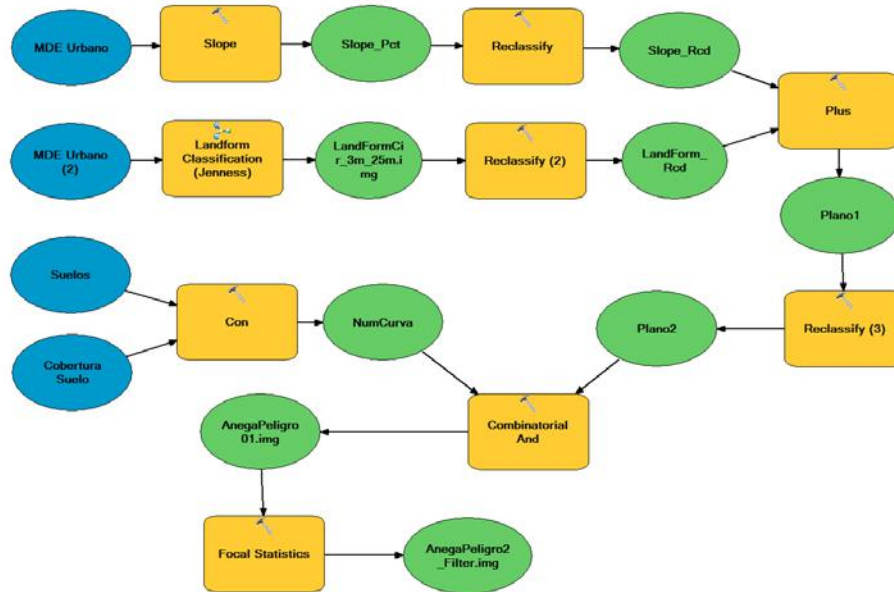 MDE Urbano
Slope
Slope_Pct
Reclassify
Slope_Rcd
Plus
MDE Urbano
(2)
Landform
Classification
(Jenness)
LandFormCi
r_3m_25m.i
mg
Reclassify (2)
LandForm_
Rcd
Plano1
Suelos
Con
NumCurva
Plano2
Reclassify (3)
Cobertura
Suelo
AnegaPeligro
01.img
Combinatorial
And
Focal Statistics
AnegaPeligro2
_Filter.img